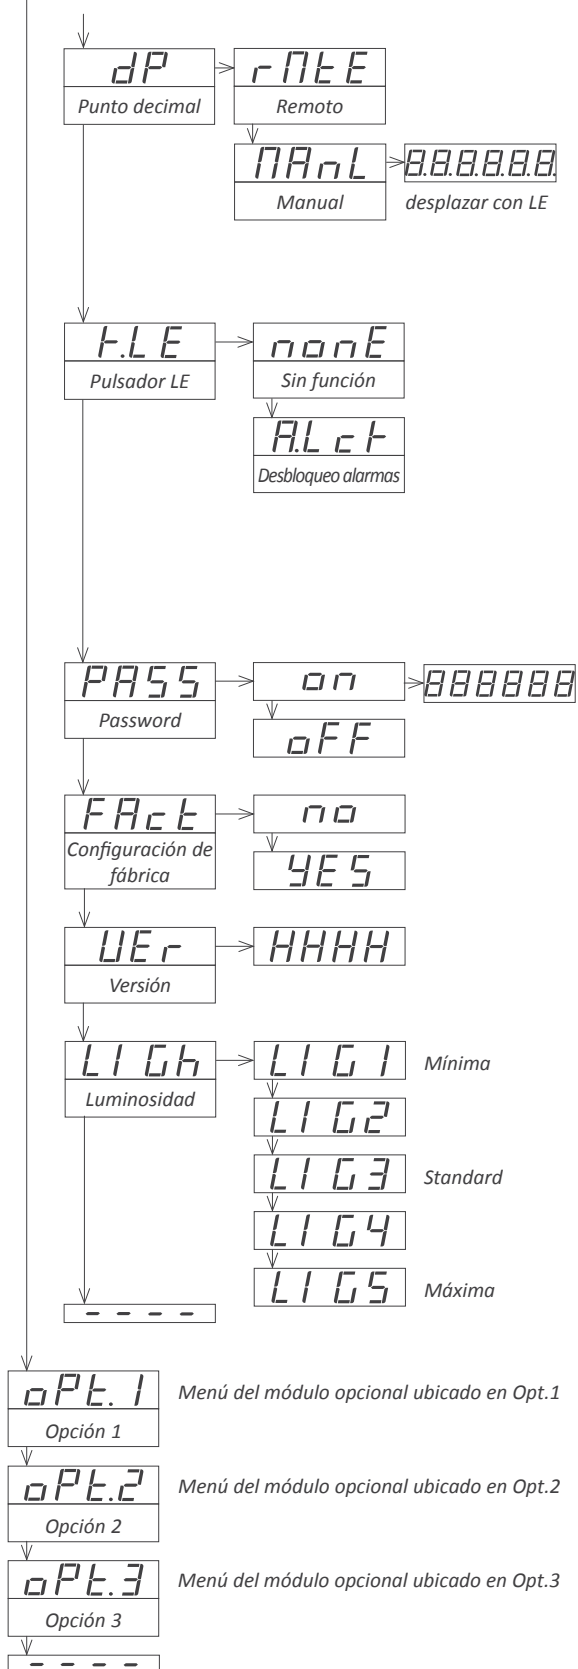 dP
Punto decimal
rMtE
Remoto
MAnL
Manual
8.8.8.8.8.8.
desplazar con LE
k.LE
Pulsador LE
nonE
Sin función
A.Lck
Desbloqueo alarmas
PASS
Password
on
888888
oFF
FAct
Configuración de
fábrica
no
YES
VEr
Versión
HHHH
LIGh
Luminosidad
LIG1
Mínima
LIG2
LIG3
Standard
LIG4
LIG5
Máxima
----
oPt.1
Opción 1
Menú del módulo opcional ubicado en Opt.1
oPt.2
Opción 2
Menú del módulo opcional ubicado en Opt.2
oPt.3
Opción 3
Menú del módulo opcional ubicado en Opt.3
----